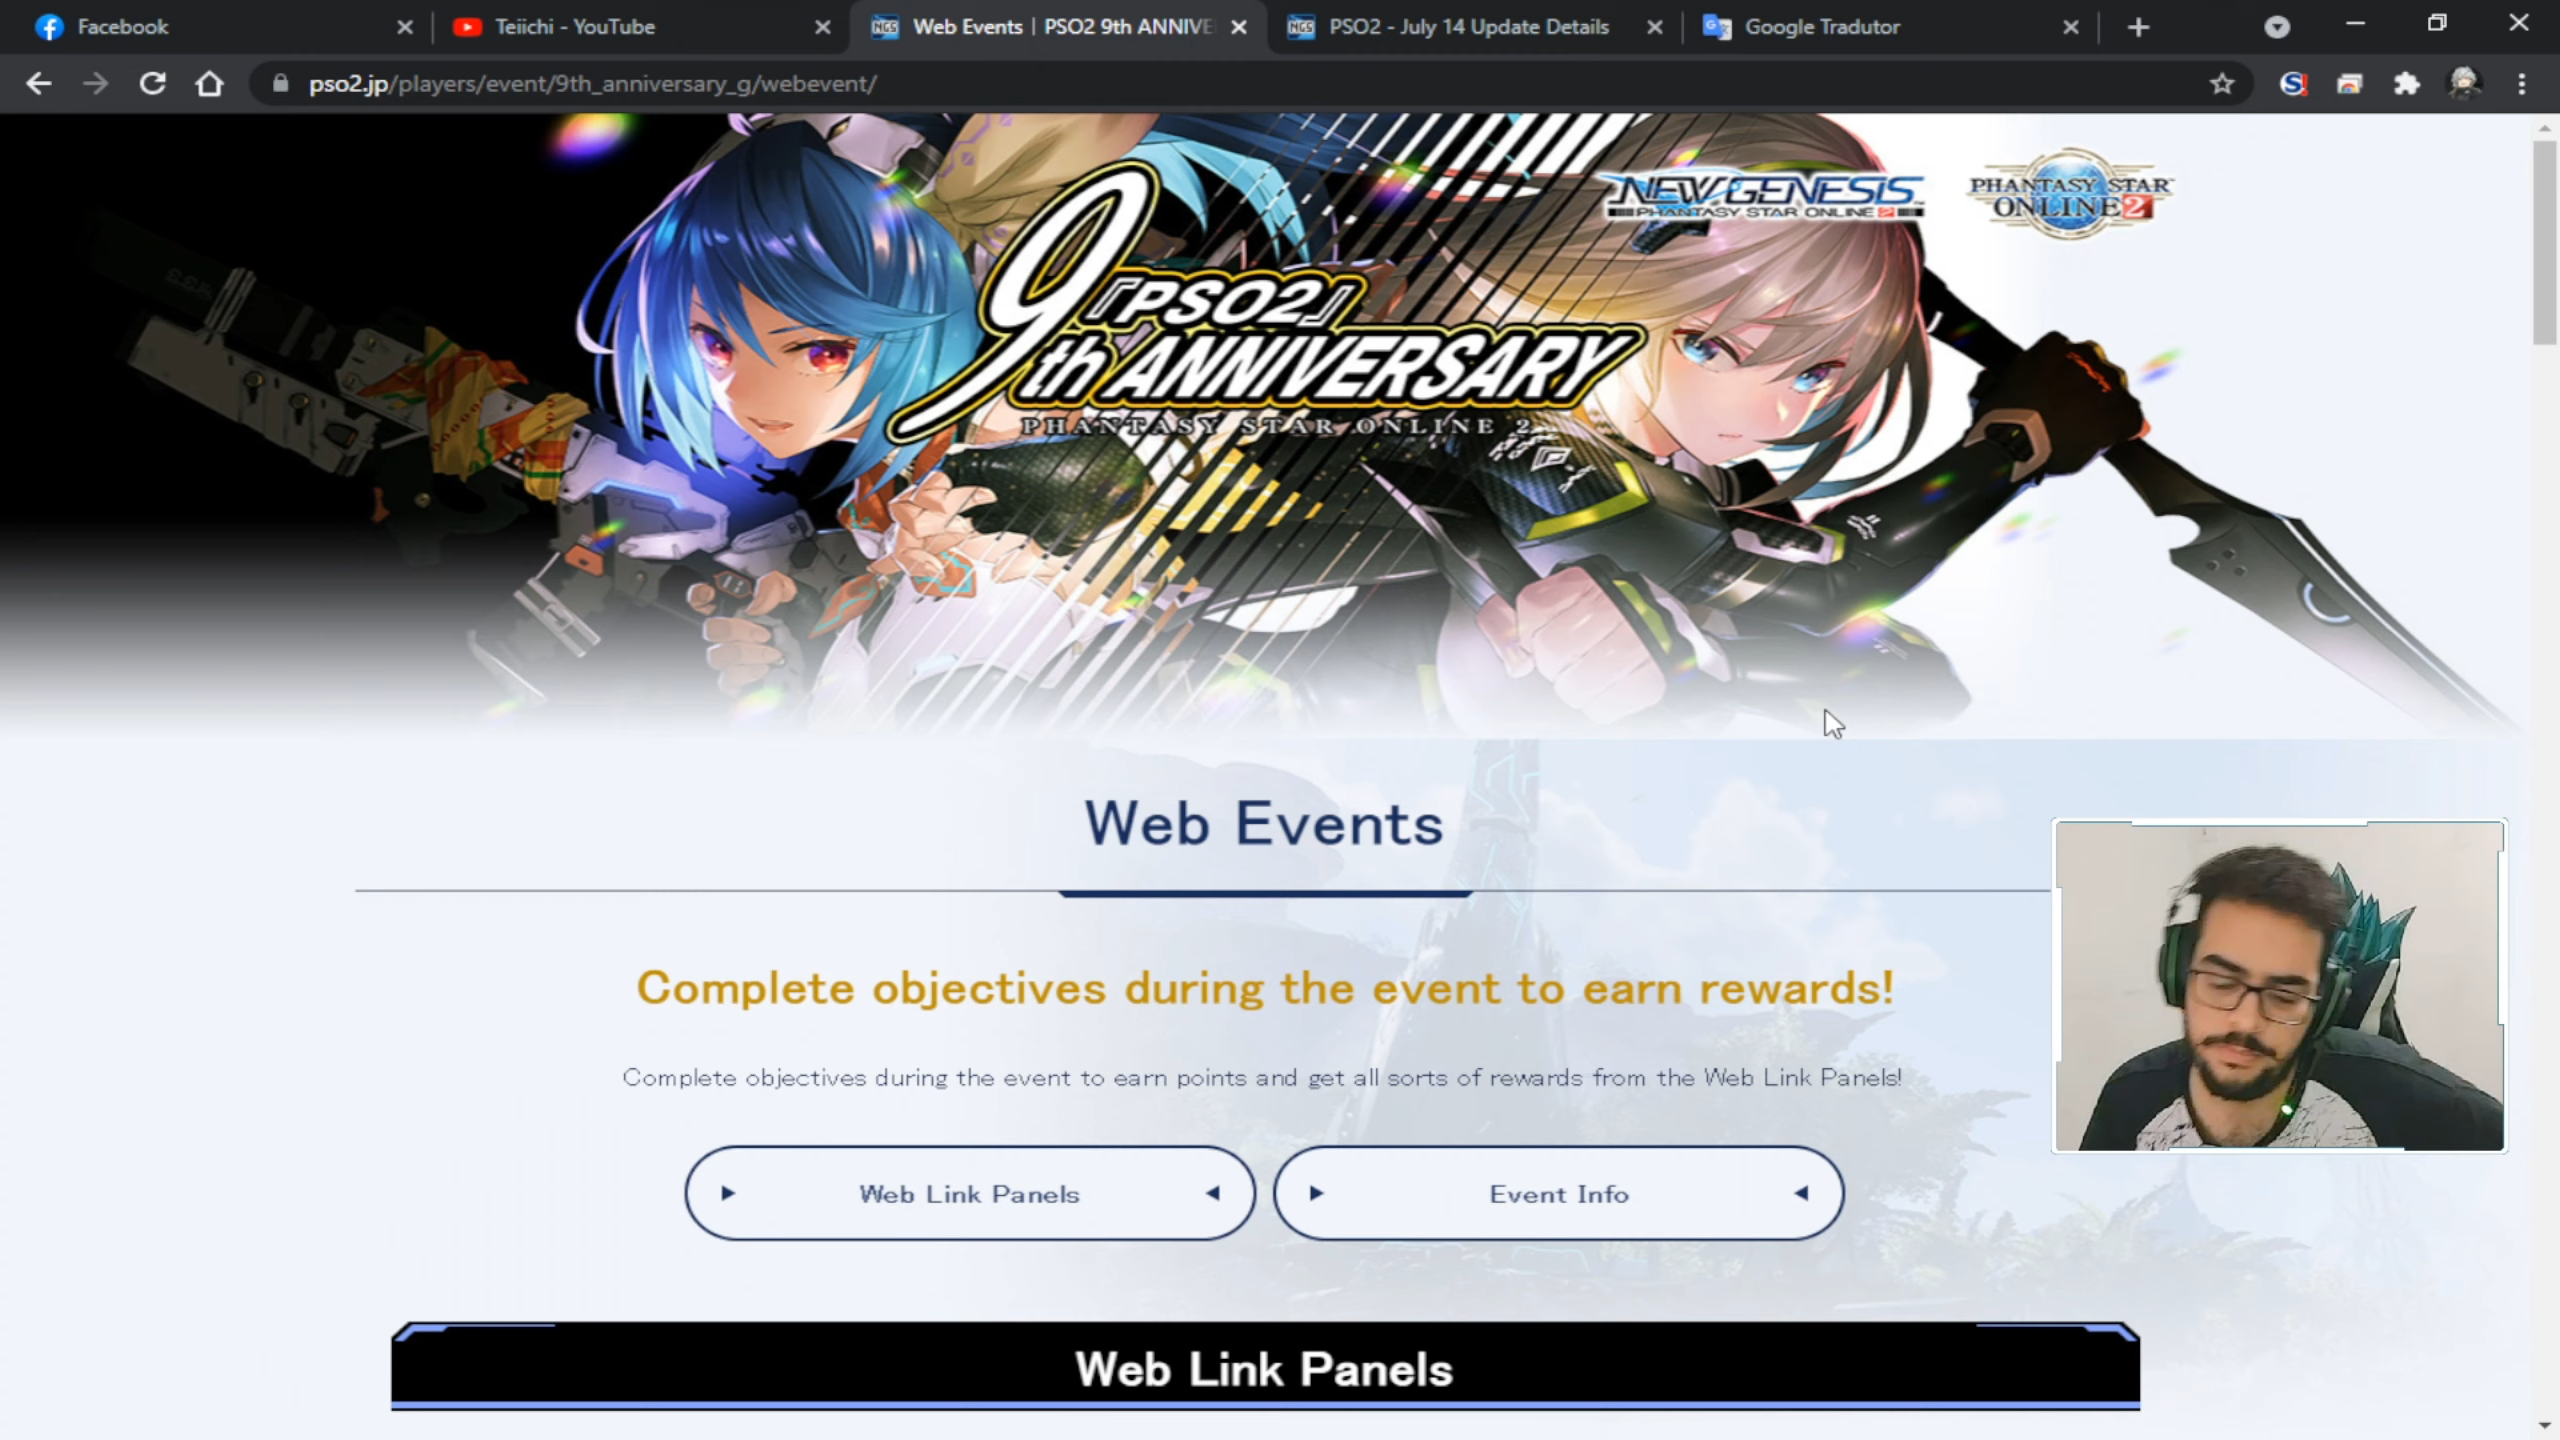 Facebook
Teiichi - YouTube
Web Events | PSO2 9th ANNIVE
PSO2 - July 14 Update Details
Google Tradutor
pso2.jp/players/event/9th_anniversary_g/webevent/
NEW GENESIS
PHANTASY STAR ONLINE 2
PHANTASY STAR
ONLINE 2
『PSO2』
9th ANNIVERSARY
PHANTASY STAR ONLINE 2
Web Events
Complete objectives during the event to earn rewards!
Complete objectives during the event to earn points and get all sorts of rewards from the Web Link Panels!
Web Link Panels
Event Info
Web Link Panels